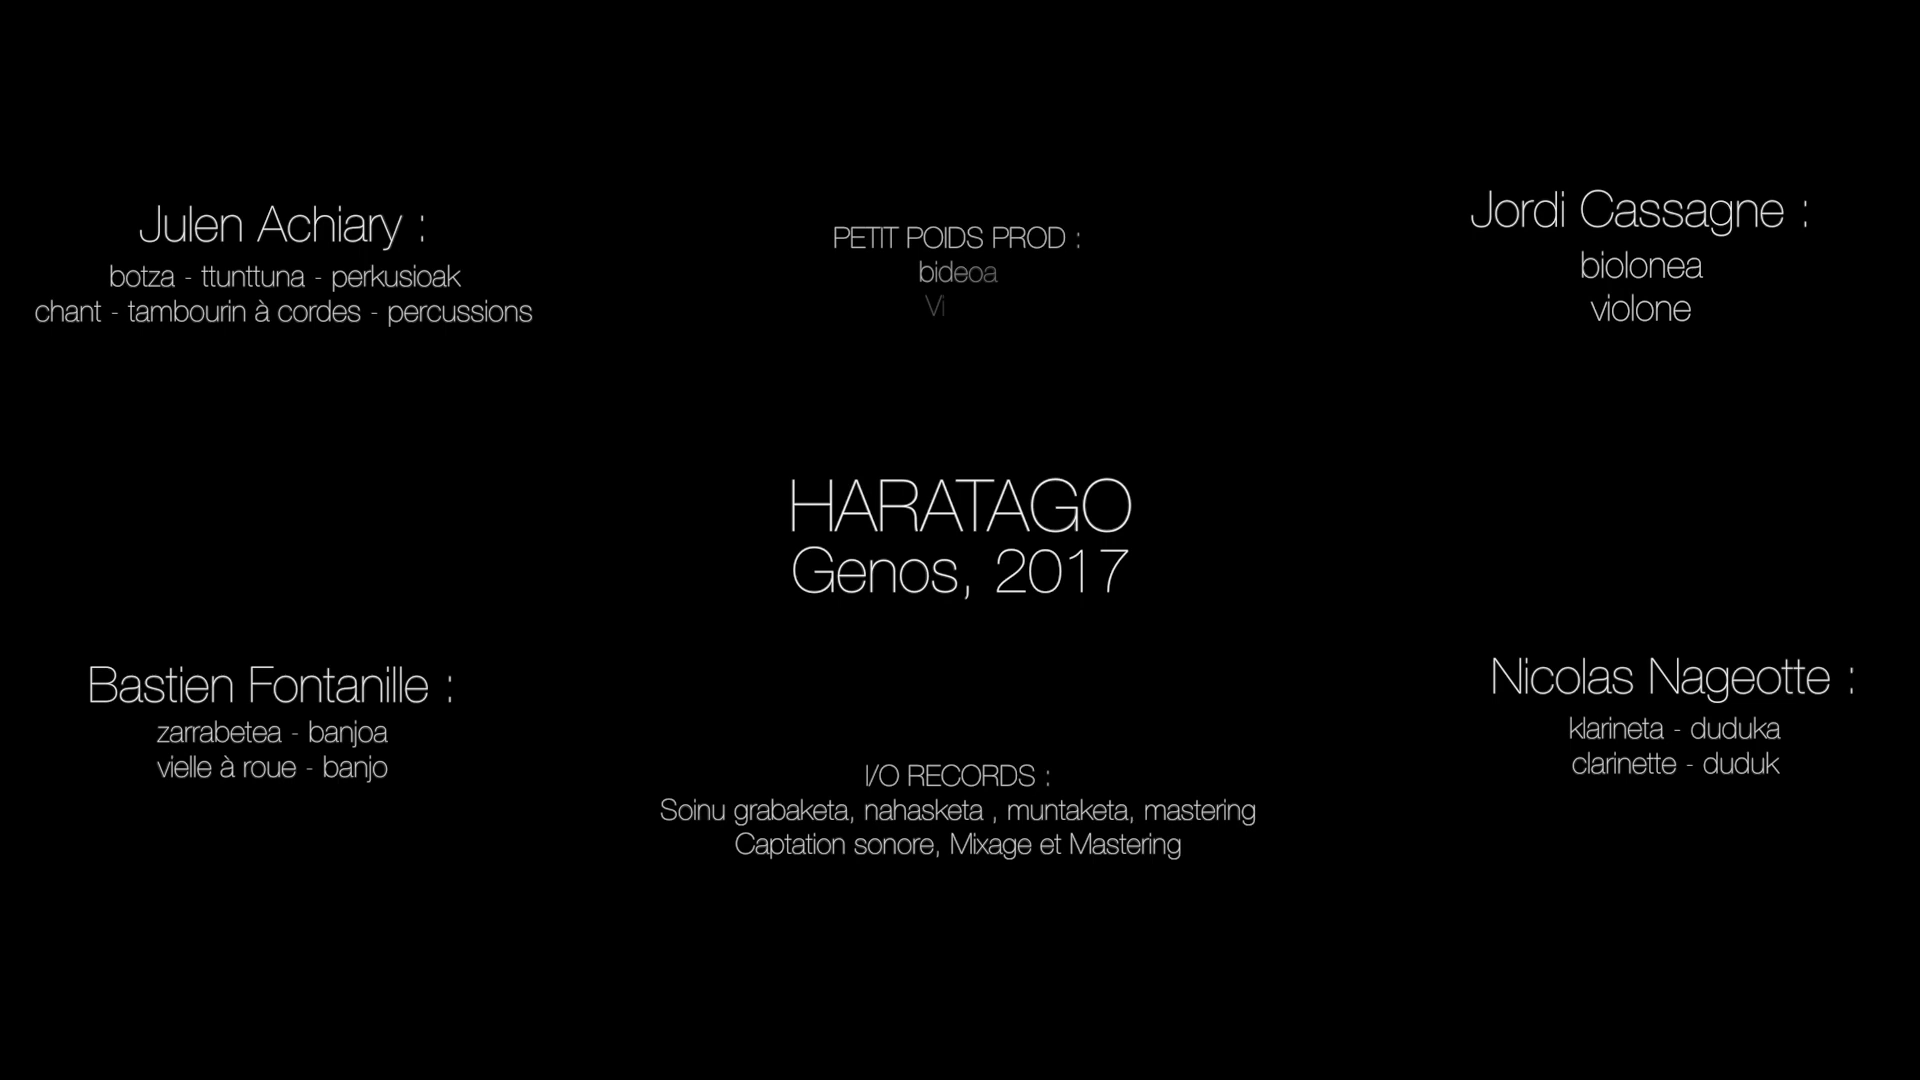 Julen Achiary :
botza - ttunttuna - perkusioak
chant - tambourin à cordes - percussions
PETIT POIDS PROD :
bideoa
Vi
Jordi Cassagne :
biolonea
violone
HARATAGO
Genos, 2017
Bastien Fontanille :
zarrabetea - banjoa
vielle à roue - banjo
I/O RECORDS :
Soinu grabaketa, nahasketa , muntaketa, mastering
Captation sonore, Mixage et Mastering
Nicolas Nageotte :
klarineta - duduka
clarinette - duduk